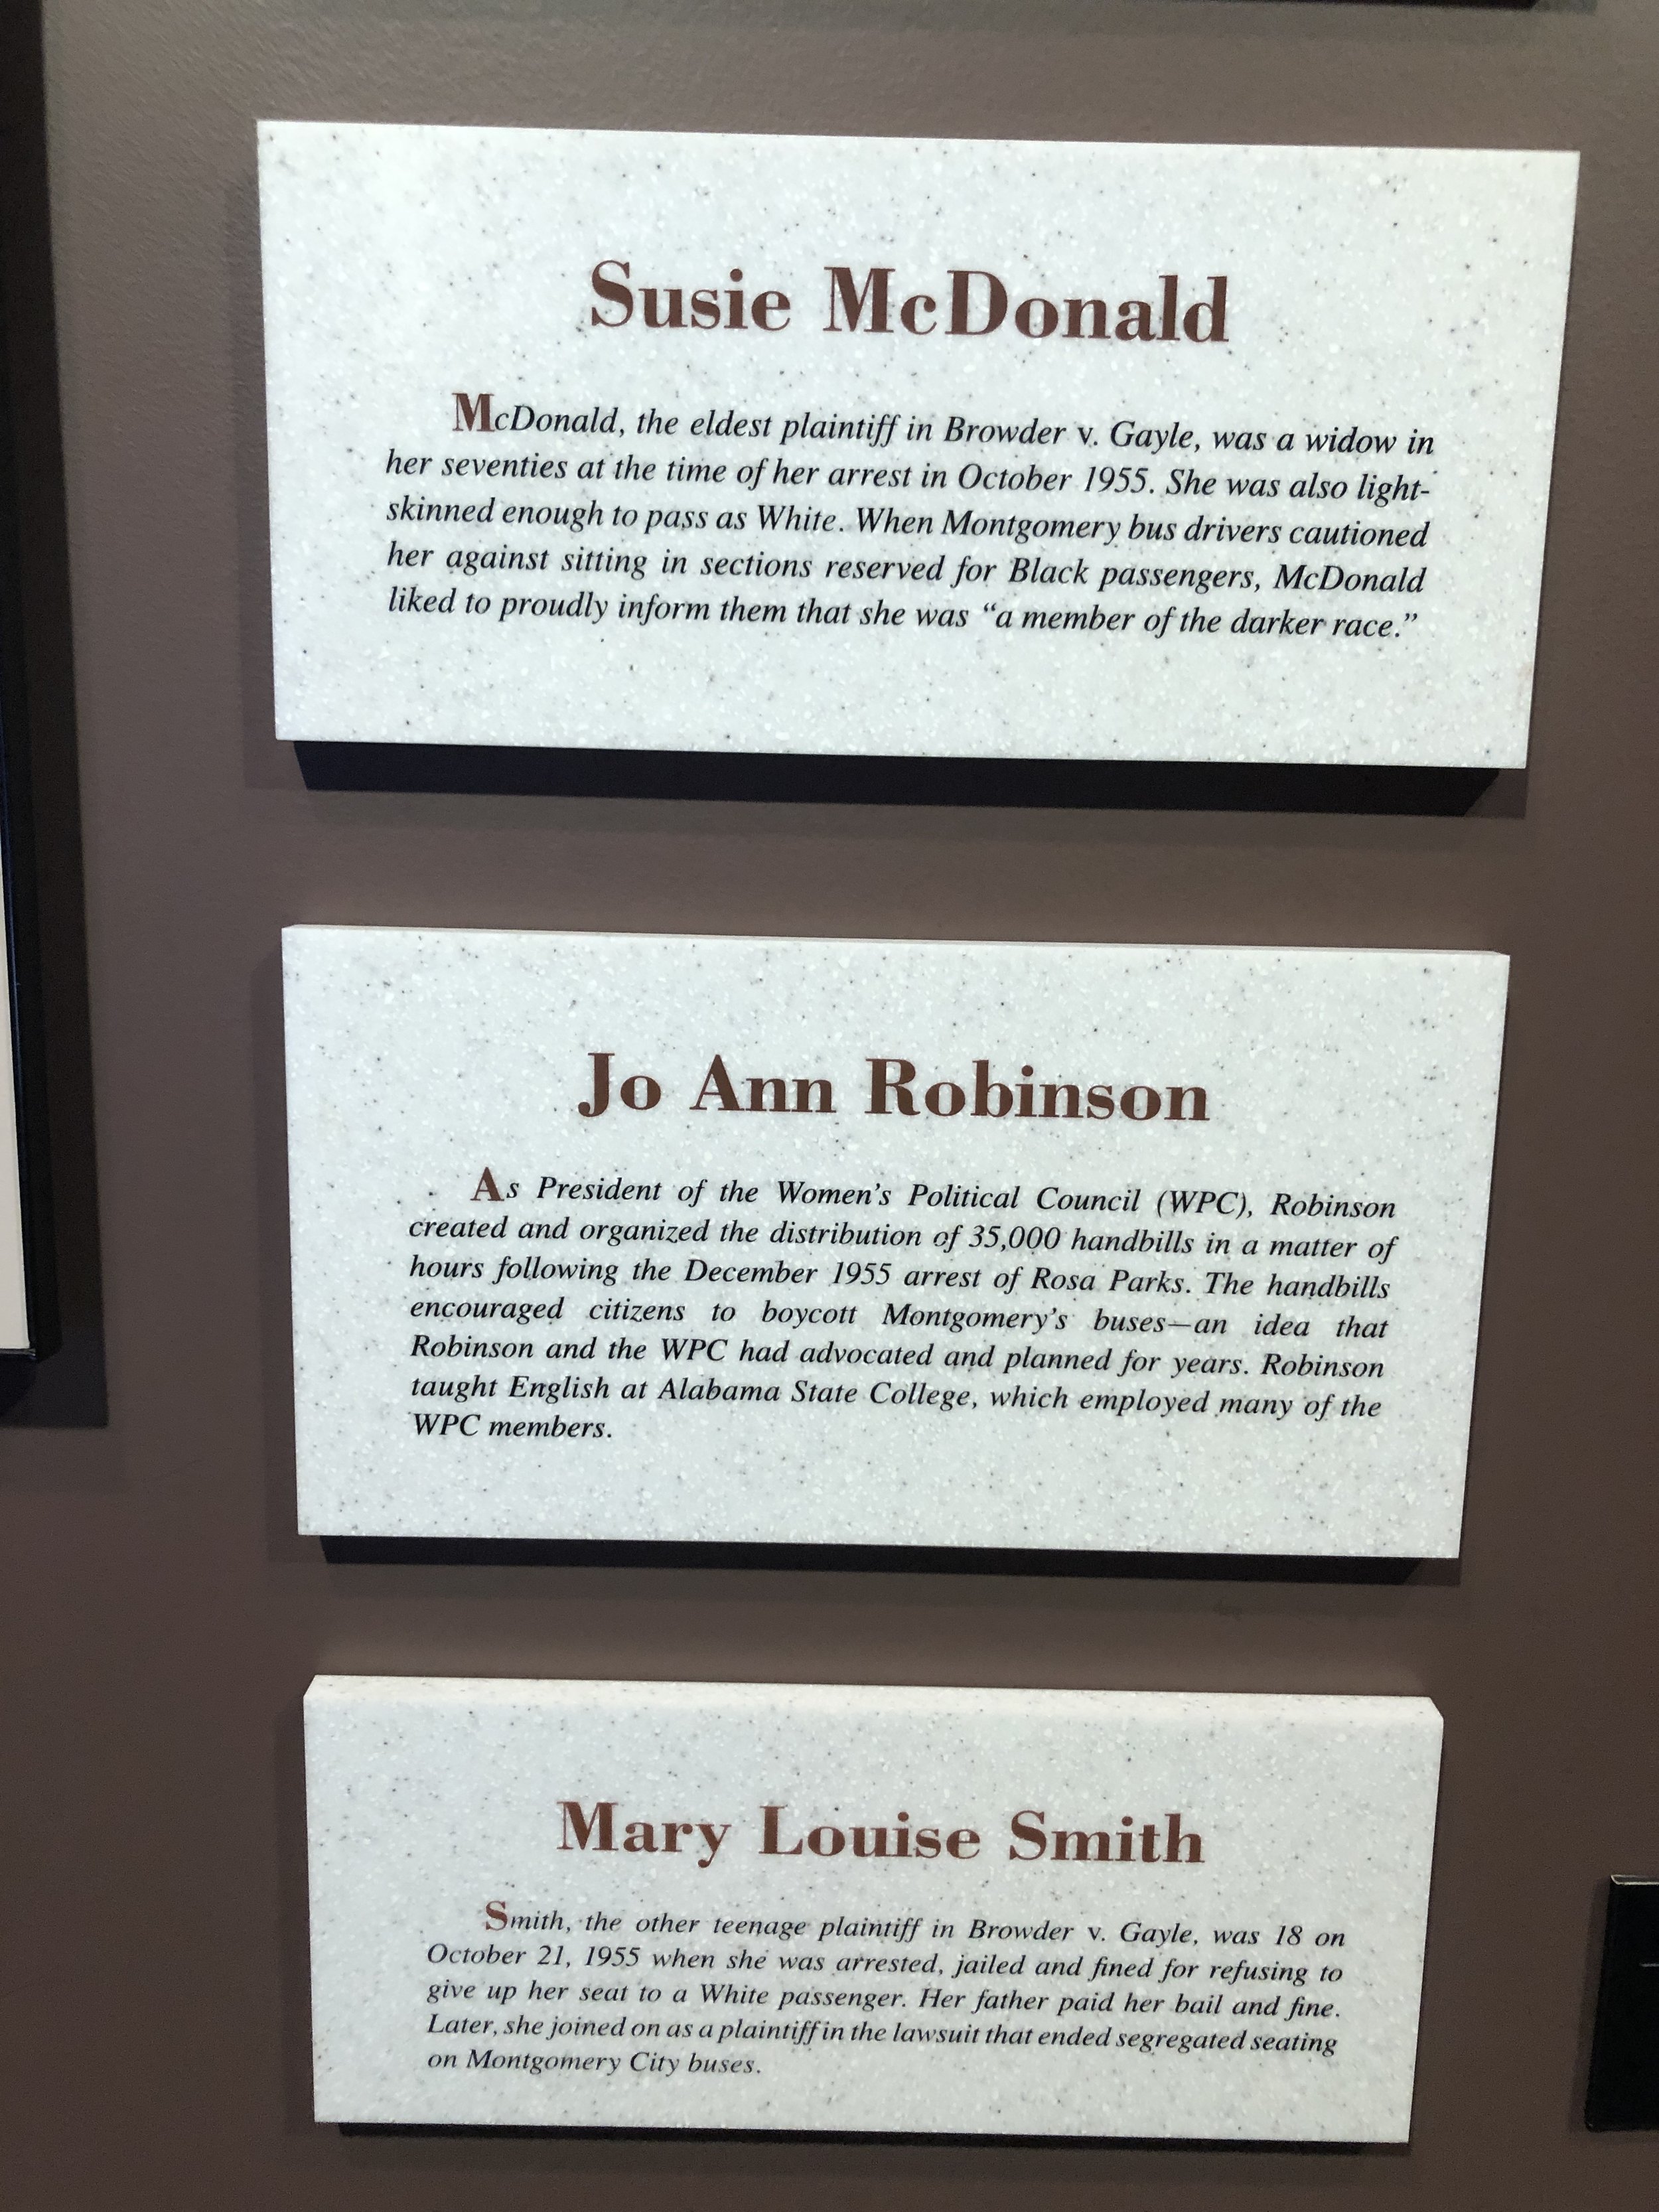 Susie McDonald
McDonald, the eldest plaintiff in Browder v. Gayle, was a widow in
her seventies at the time of her arrest in October 1955. She was also light-
skinned enough to pass as White. When Montgomery bus drivers cautioned
her against sitting in sections reserved for Black passengers, McDonald
liked to proudly inform them that she was “a member of the darker race.”
Jo Ann Robinson
As President of the Women’s Political Council (WPC), Robinson
created and organized the distribution of 35,000 handbills in a matter of
hours following the December 1955 arrest of Rosa Parks. The handbills
encouraged citizens to boycott Montgomery’s buses—an idea that
Robinson and the WPC had advocated and planned for years. Robinson
taught English at Alabama State College, which employed many of the
WPC members.
Mary Louise Smith
Smith, the other teenage plaintiff in Browder v. Gayle, was 18 on
October 21, 1955 when she was arrested, jailed and fined for refusing to
give up her seat to a White passenger. Her father paid her bail and fine.
Later, she joined on as a plaintiff in the lawsuit that ended segregated seating
on Montgomery City buses.